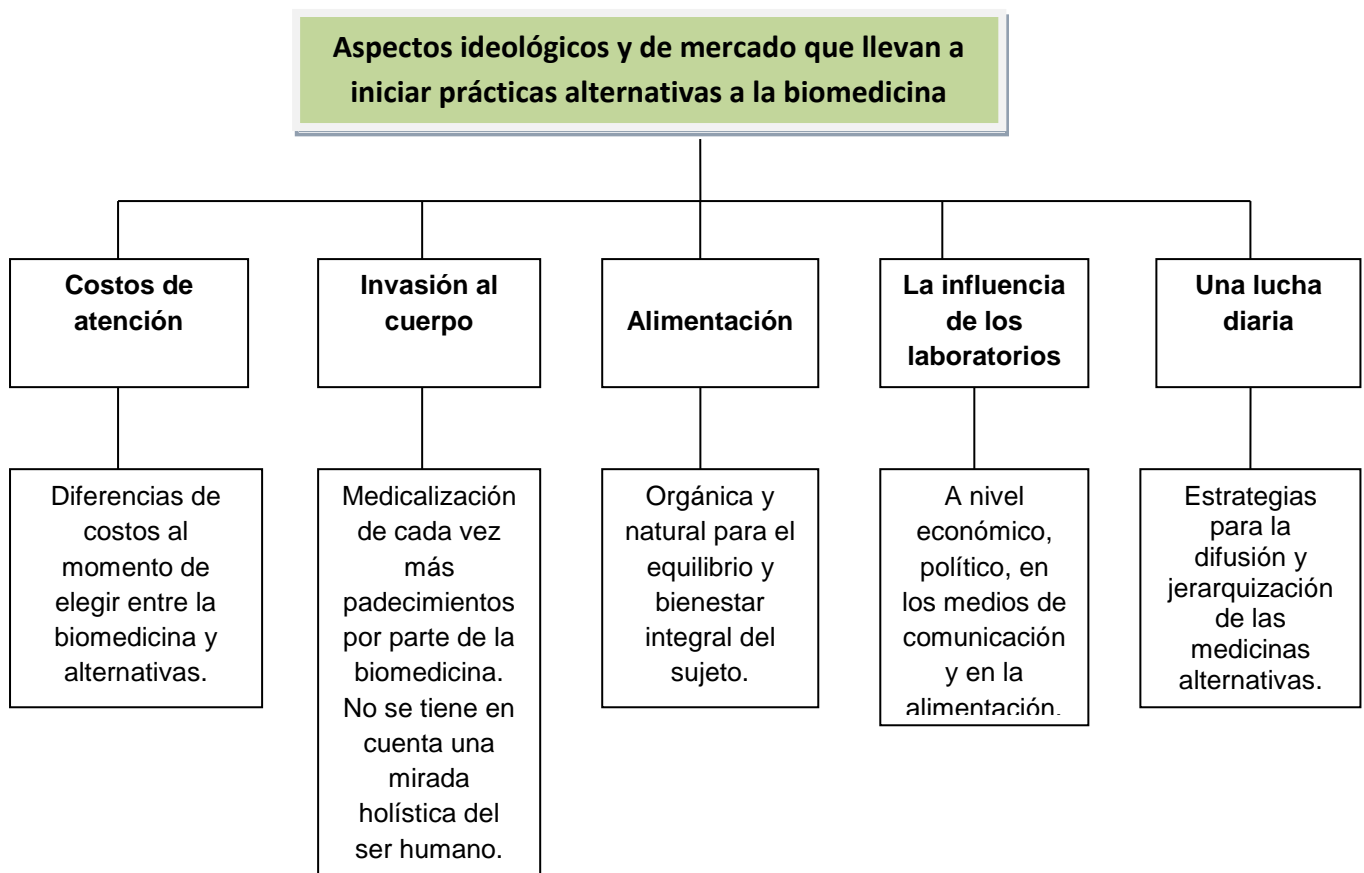 Aspectos ideológicos y de mercado que llevan a
iniciar prácticas alternativas a la biomedicina
Costos de
atención
Invasión al
cuerpo
Alimentación
La influencia
de los
laboratorios
Una lucha
diaria
Diferencias de
costos al
momento de
elegir entre la
biomedicina y
alternativas.
Medicalización
de cada vez
más
padecimientos
por parte de la
biomedicina.
No se tiene en
cuenta una
mirada
holística del
ser humano.
Orgánica y
natural para el
equilibrio y
bienestar
integral del
sujeto.
A nivel
económico,
político, en
los medios de
comunicación
y en la
alimentación.
Estrategias
para la
difusión y
jerarquización
de las
medicinas
alternativas.